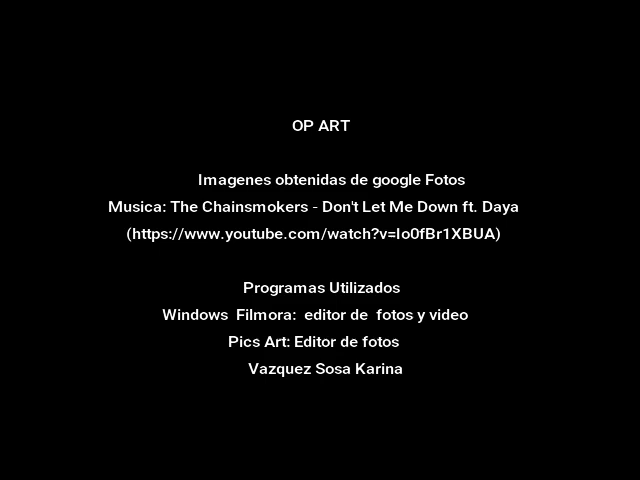 OP ART
Imagenes obtenidas de google Fotos
Musica: The Chainsmokers - Don't Let Me Down ft. Daya
(https://www.youtube.com/watch?v=Io0fBr1XBUA)
Programas Utilizados
Windows Filmora: editor de fotos y video
Pics Art: Editor de fotos
Vazquez Sosa Karina